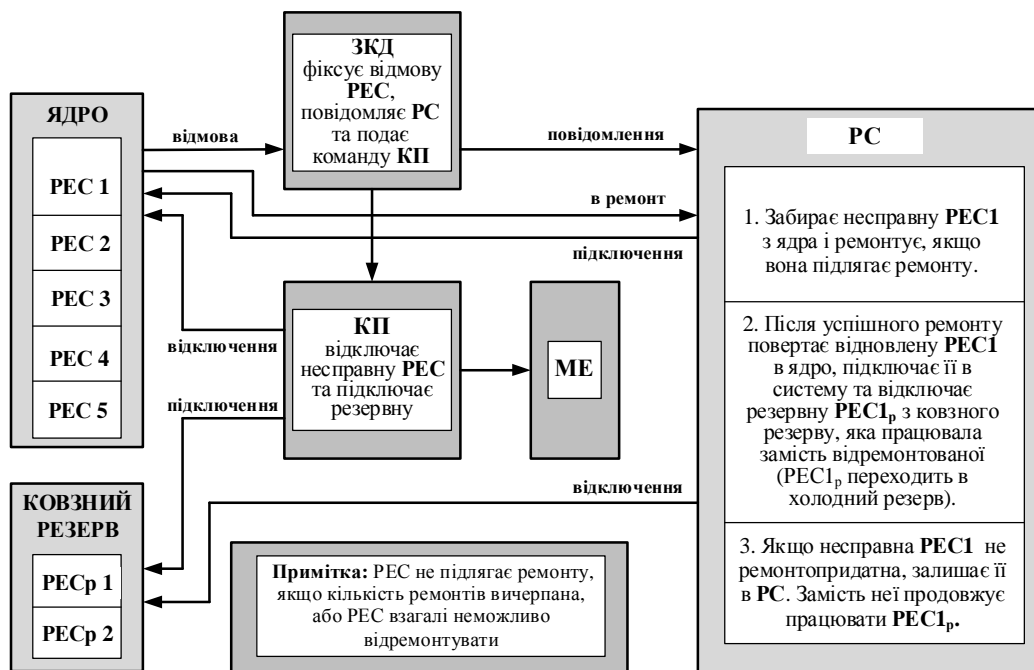 ЗКД
фіксує відмову
РЕС,
повідомляє РС
та подає
команду КП
ЯДРО
РЕС 1
РЕС 2
РЕС 3
РЕС 4
РЕС 5
відмова
повідомлення
в ремонт
підключення
відключення
підключення
КП
відключає
несправну РЕС
та підключає
резервну
МЕ
відключення
КОВЗНИЙ
РЕЗЕРВ
РЕСр 1
РЕСр 2
Примітка: РЕС не підлягає ремонту,
якщо кількість ремонтів вичерпана,
або РЕС взагалі неможливо
відремонтувати
РС
1. Забирає несправну РЕС1
з ядра і ремонтує, якщо
вона підлягає ремонту.
2. Після успішного ремонту
повертає відновлену РЕС1
в ядро, підключає її в
систему та відключає
резервну РЕС1р з ковзного
резерву, яка працювала
замість відремонтованої
(РЕС1р переходить в
холодний резерв).
3. Якщо несправна РЕС1 не
ремонтопридатна, залишає її
в РС. Замість неї продовжує
працювати РЕС1р.